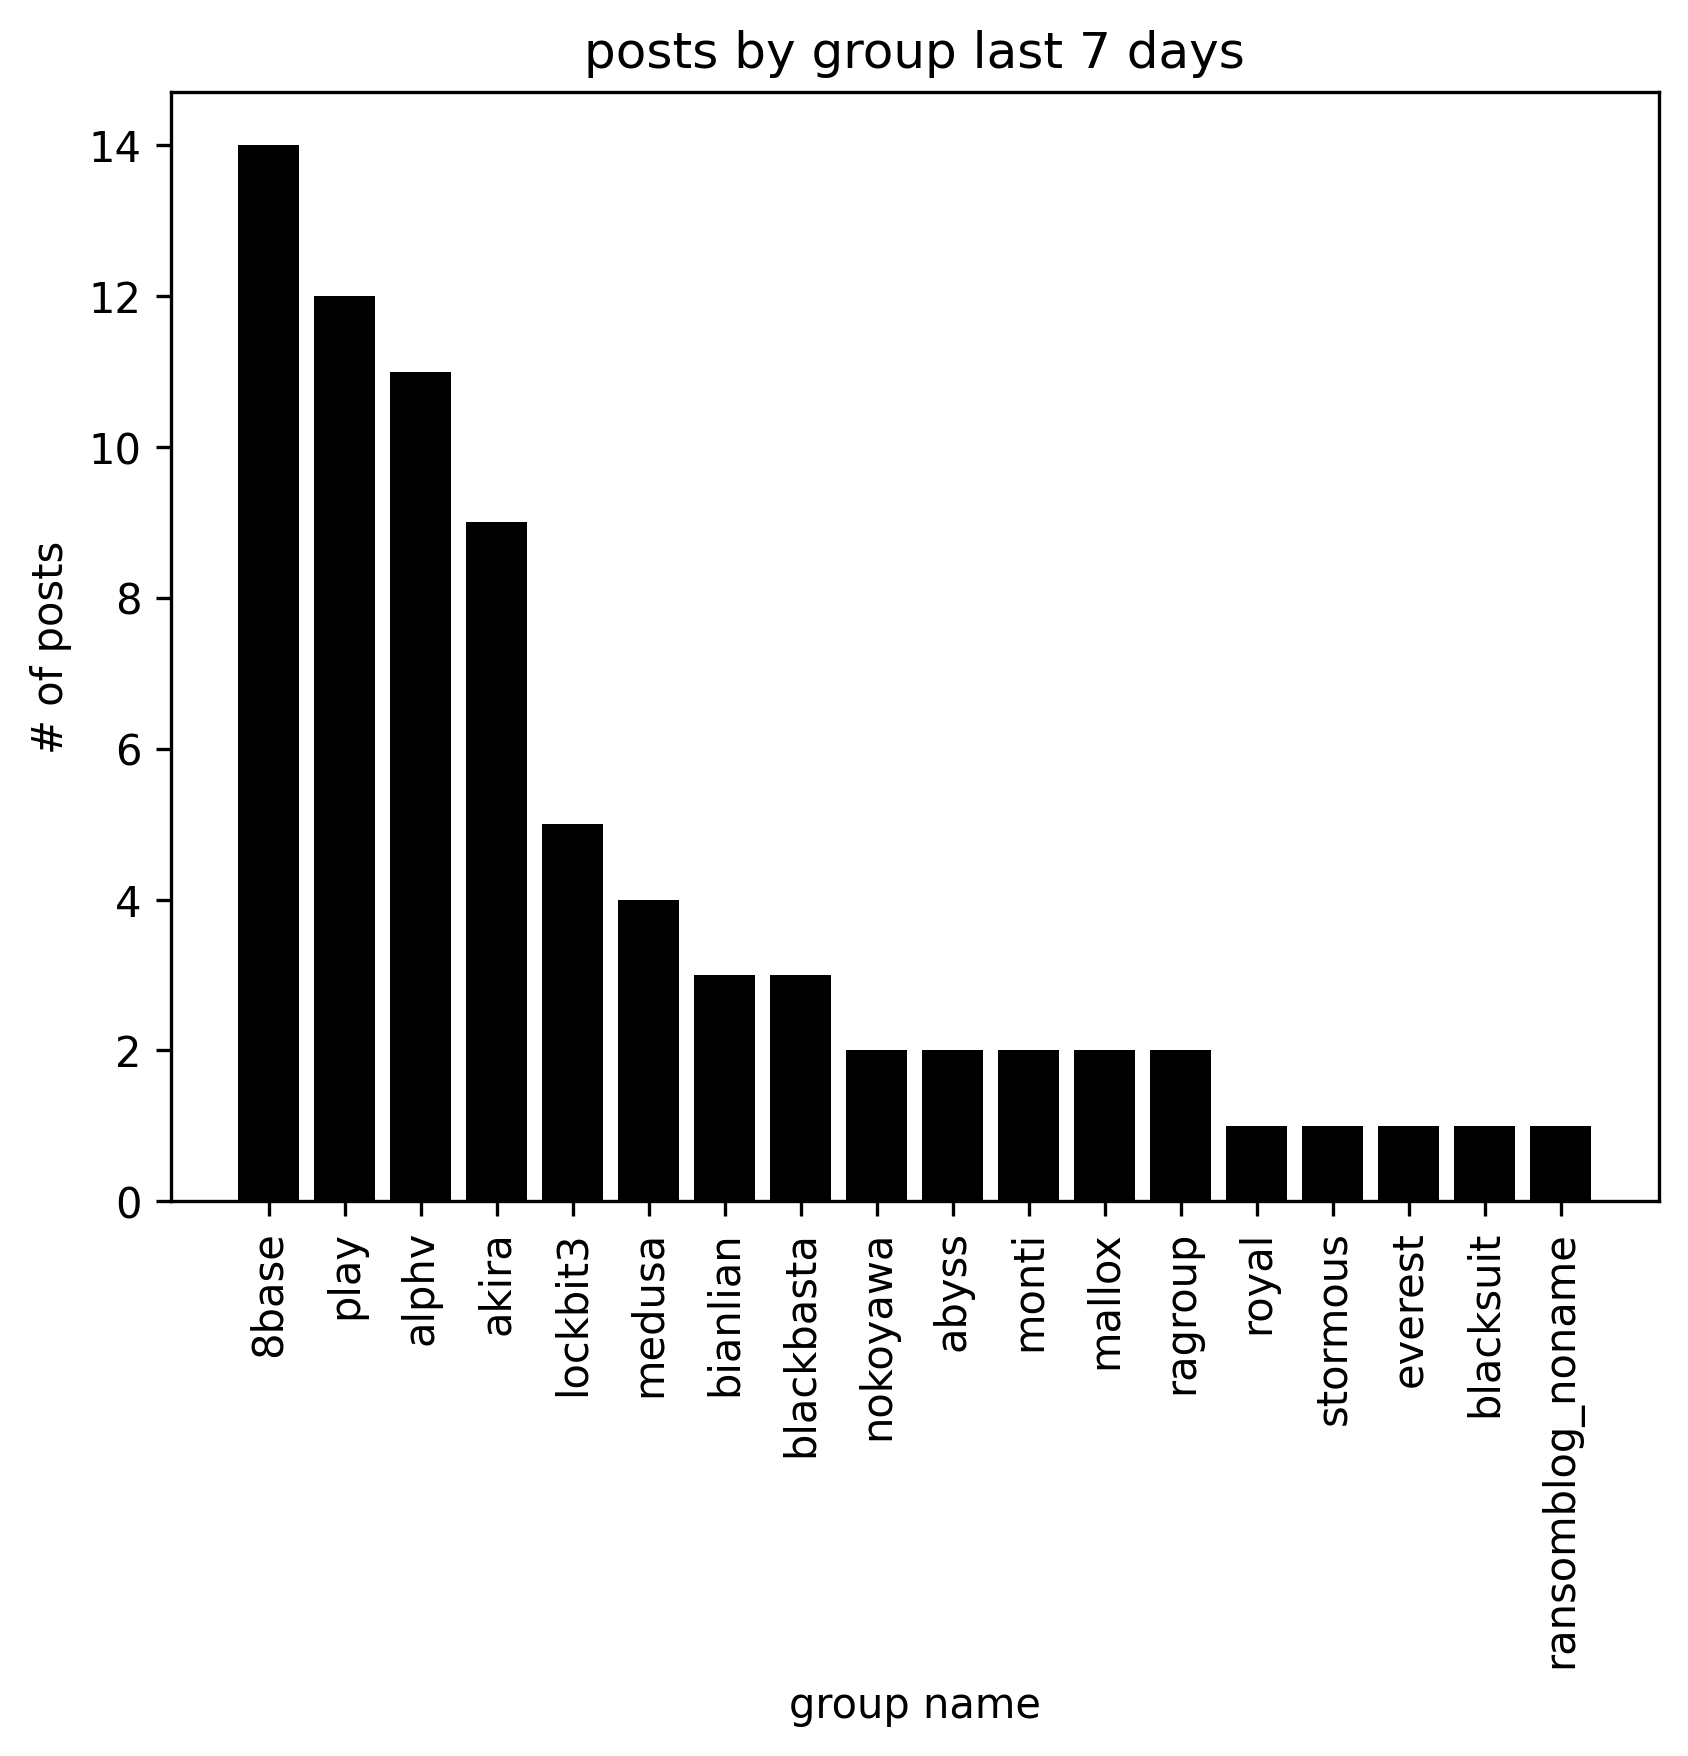 posts by group last 7 days
14
12
10
8
6
4
2
0
# of posts
8base
play
alphv
akira
lockbit3
medusa
bianlian
blackbasta
nokoyawa
abyss
monti
mallox
ragroup
royal
stormous
everest
blacksuit
ransomblog_noname
group name